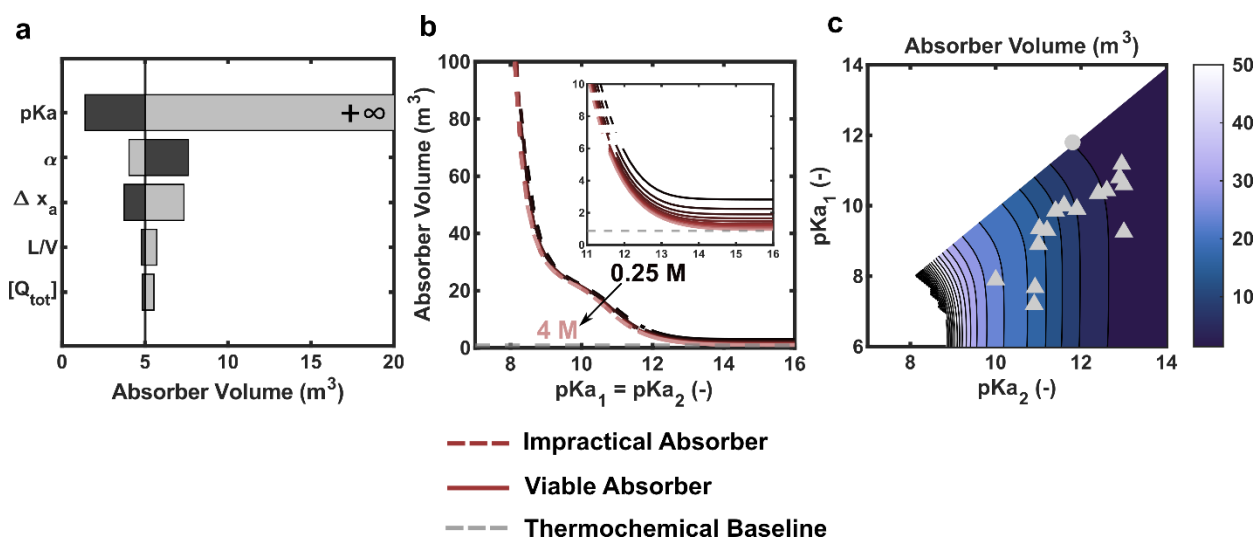 a
pKa
α
Δ x_a
L/V
[Q_tot]
+ ∞
0 5 10 15 20
Absorber Volume (m³)
b
Absorber Volume (m³)
100
80
60
40
20
0
8 10 12 14 16
pKa₁ = pKa₂ (-)
10
8
6
4
2
0
11 12 13 14 15 16
0.25 M
4 M
Impractical Absorber
Viable Absorber
Thermochemical Baseline
c
Absorber Volume (m³)
pKa₁ (-)
14
12
10
8
6
8 10 12 14
pKa₂ (-)
50
40
30
20
10